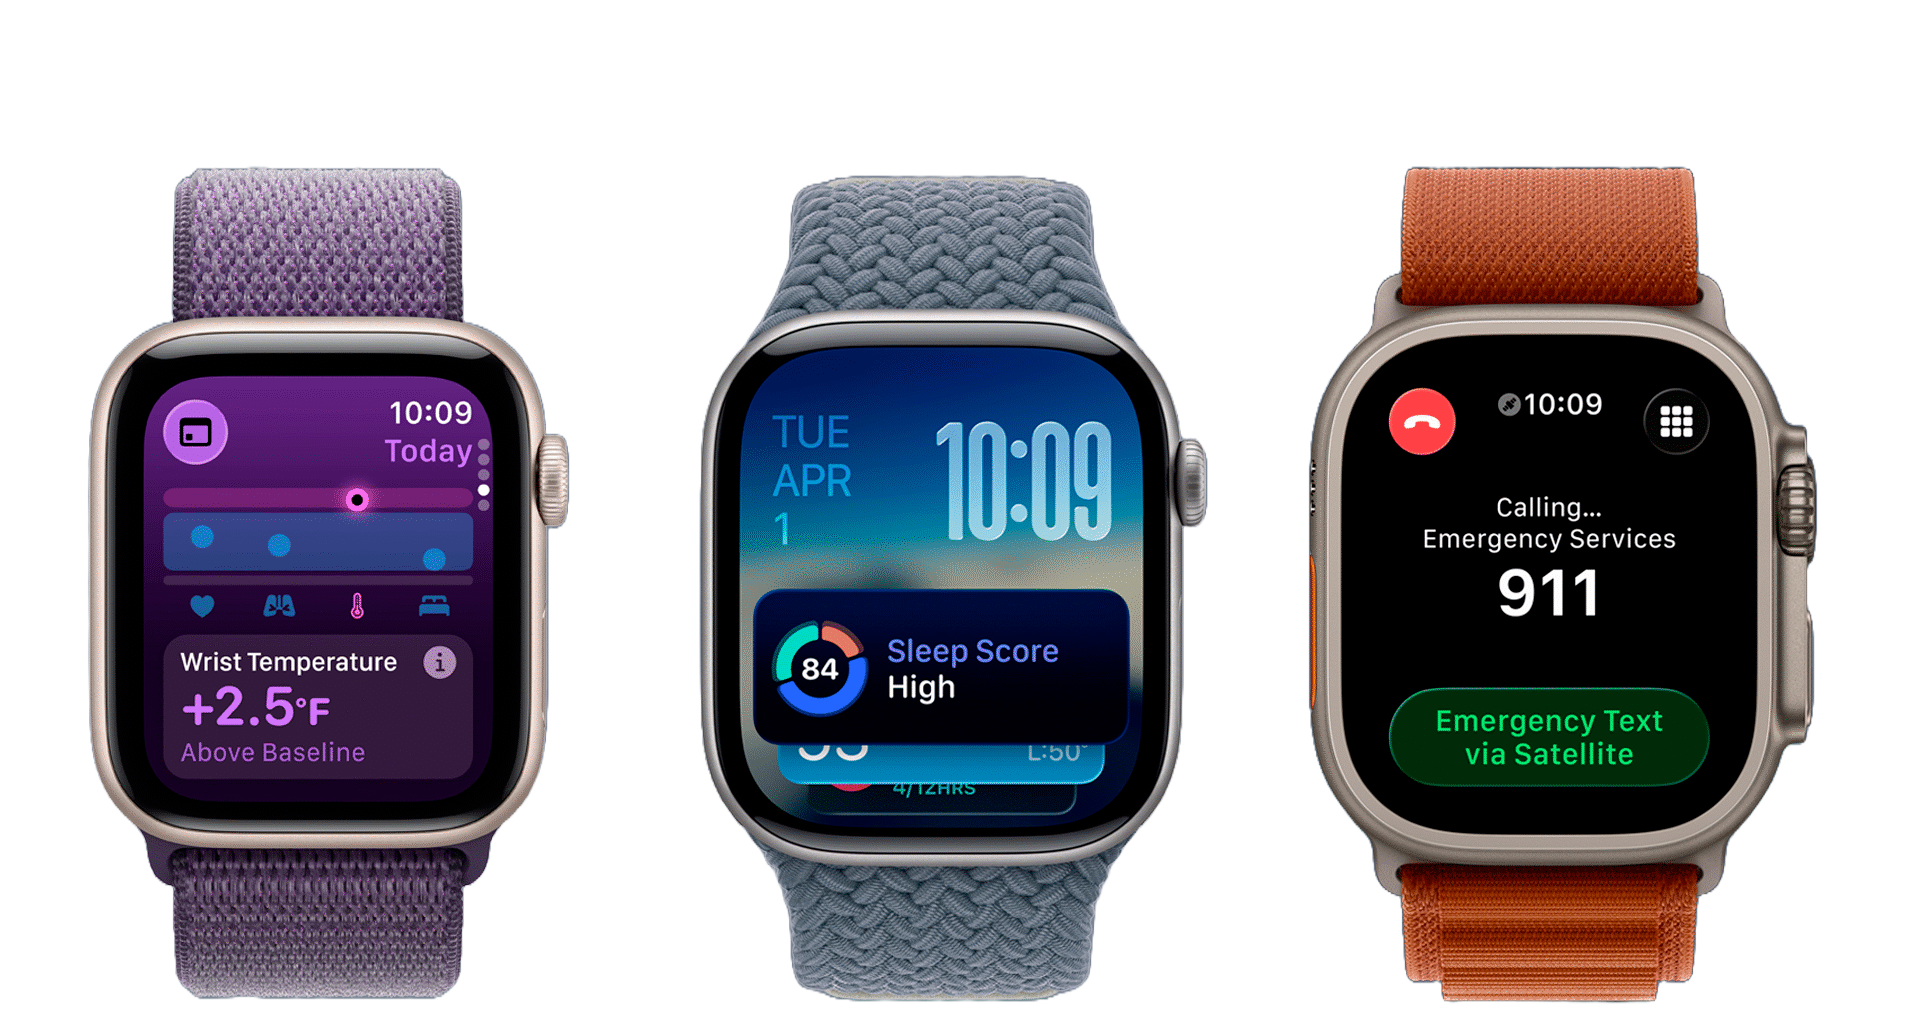 10:09
Today
Wrist Temperature
+2.5°F
Above Baseline
TUE
APR
1
10:09
84
Sleep Score
High
L:50°
4/12HRS
10:09
Calling...
Emergency Services
911
Emergency Text
via Satellite